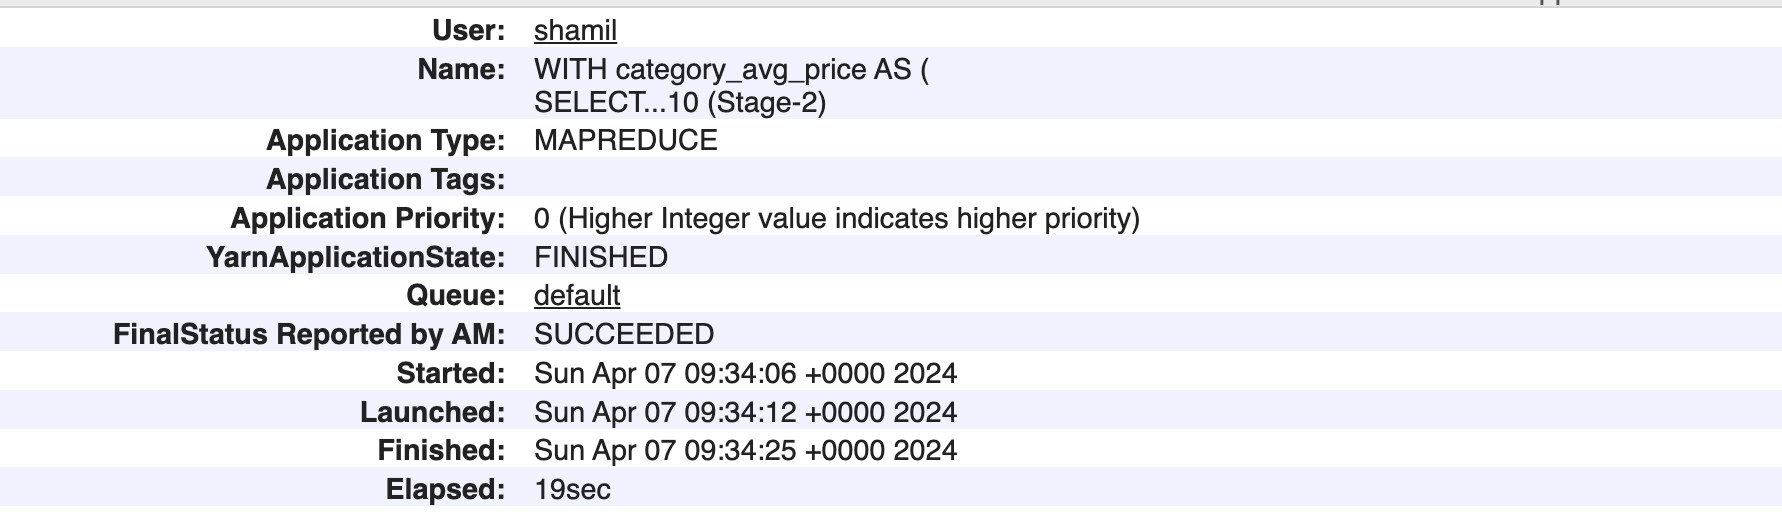 User: shamil
Name: WITH category_avg_price AS (
SELECT...10 (Stage-2)
Application Type: MAPREDUCE
Application Tags:
Application Priority: 0 (Higher Integer value indicates higher priority)
YarnApplicationState: FINISHED
Queue: default
FinalStatus Reported by AM: SUCCEEDED
Started: Sun Apr 07 09:34:06 +0000 2024
Launched: Sun Apr 07 09:34:12 +0000 2024
Finished: Sun Apr 07 09:34:25 +0000 2024
Elapsed: 19sec